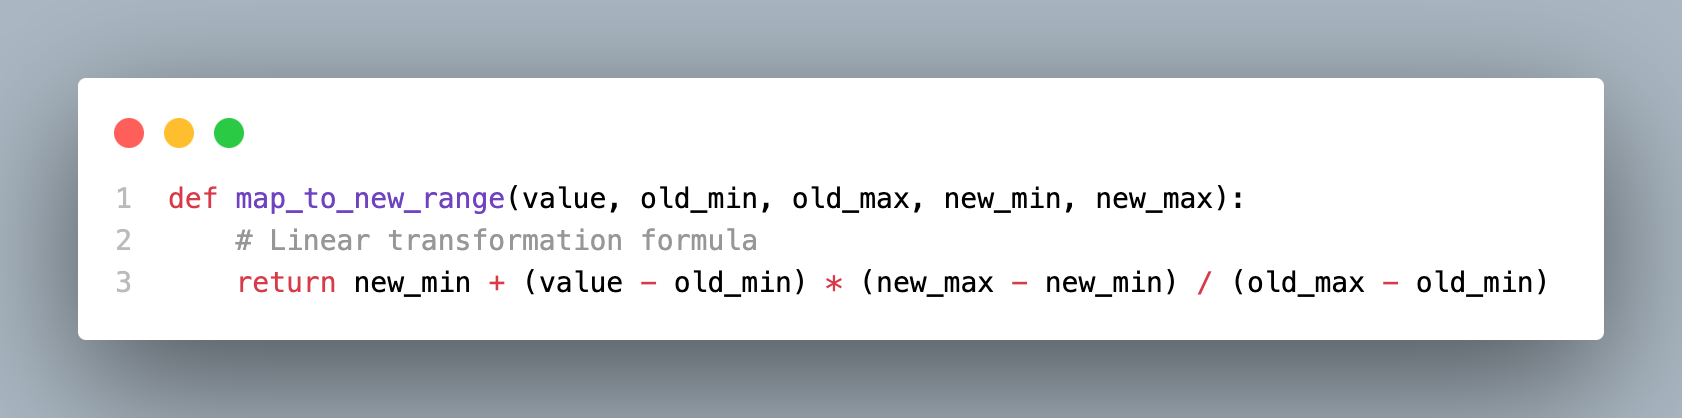 1 def map_to_new_range(value, old_min, old_max, new_min, new_max):
2     # Linear transformation formula
3     return new_min + (value - old_min) * (new_max - new_min) / (old_max - old_min)